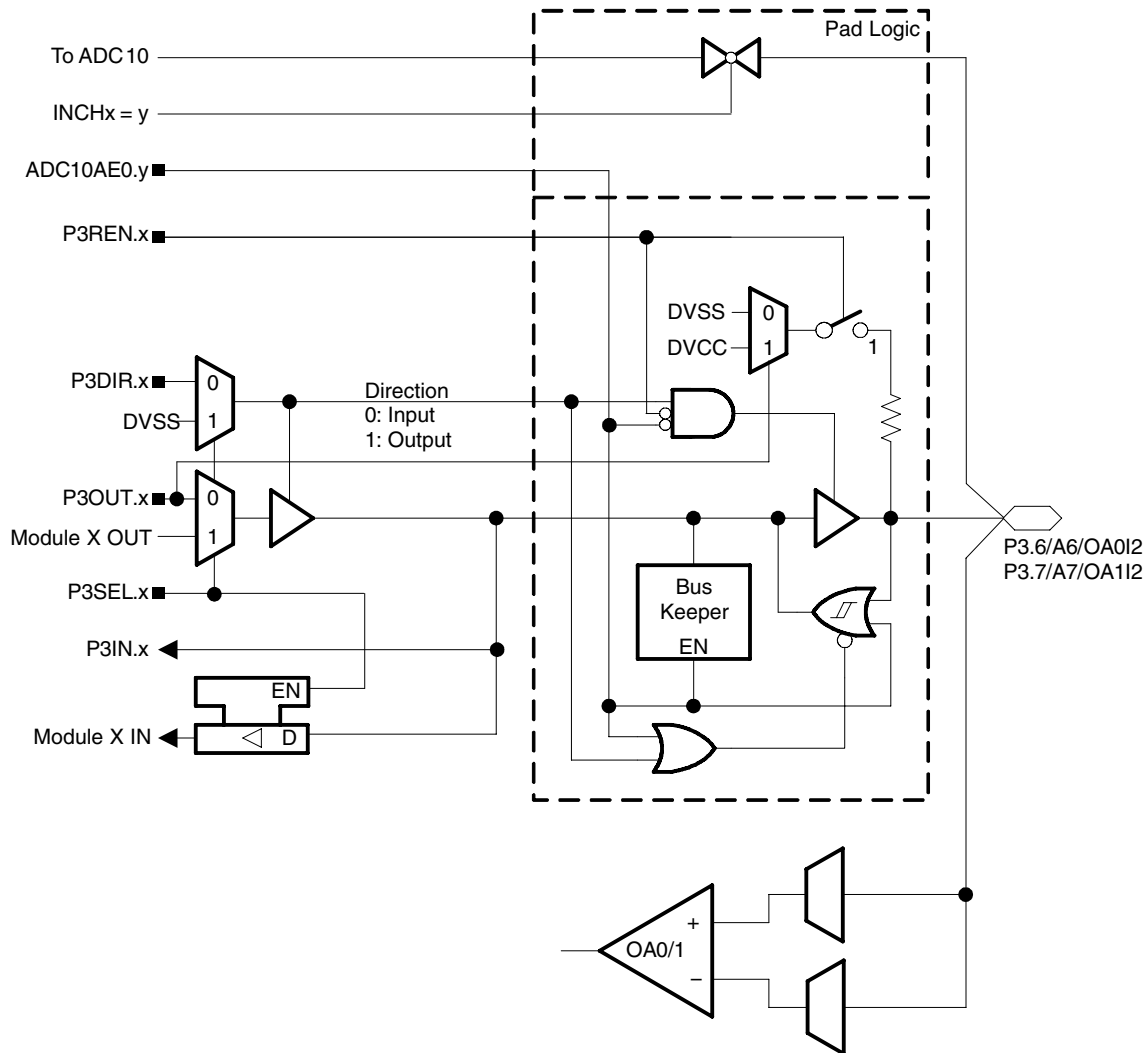 Pad Logic
To ADC10
INCHx = y
ADC10AE0.y
P3REN.x
DVSS
0
DVCC
1
1
P3DIR.x
0
DVSS
1
Direction
0: Input
1: Output
P3OUT.x
0
Module X OUT
1
P3SEL.x
P3IN.x
EN
Module X IN
D
Bus
Keeper
EN
P3.6/A6/OA0I2
P3.7/A7/OA1I2
+
OA0/1
−